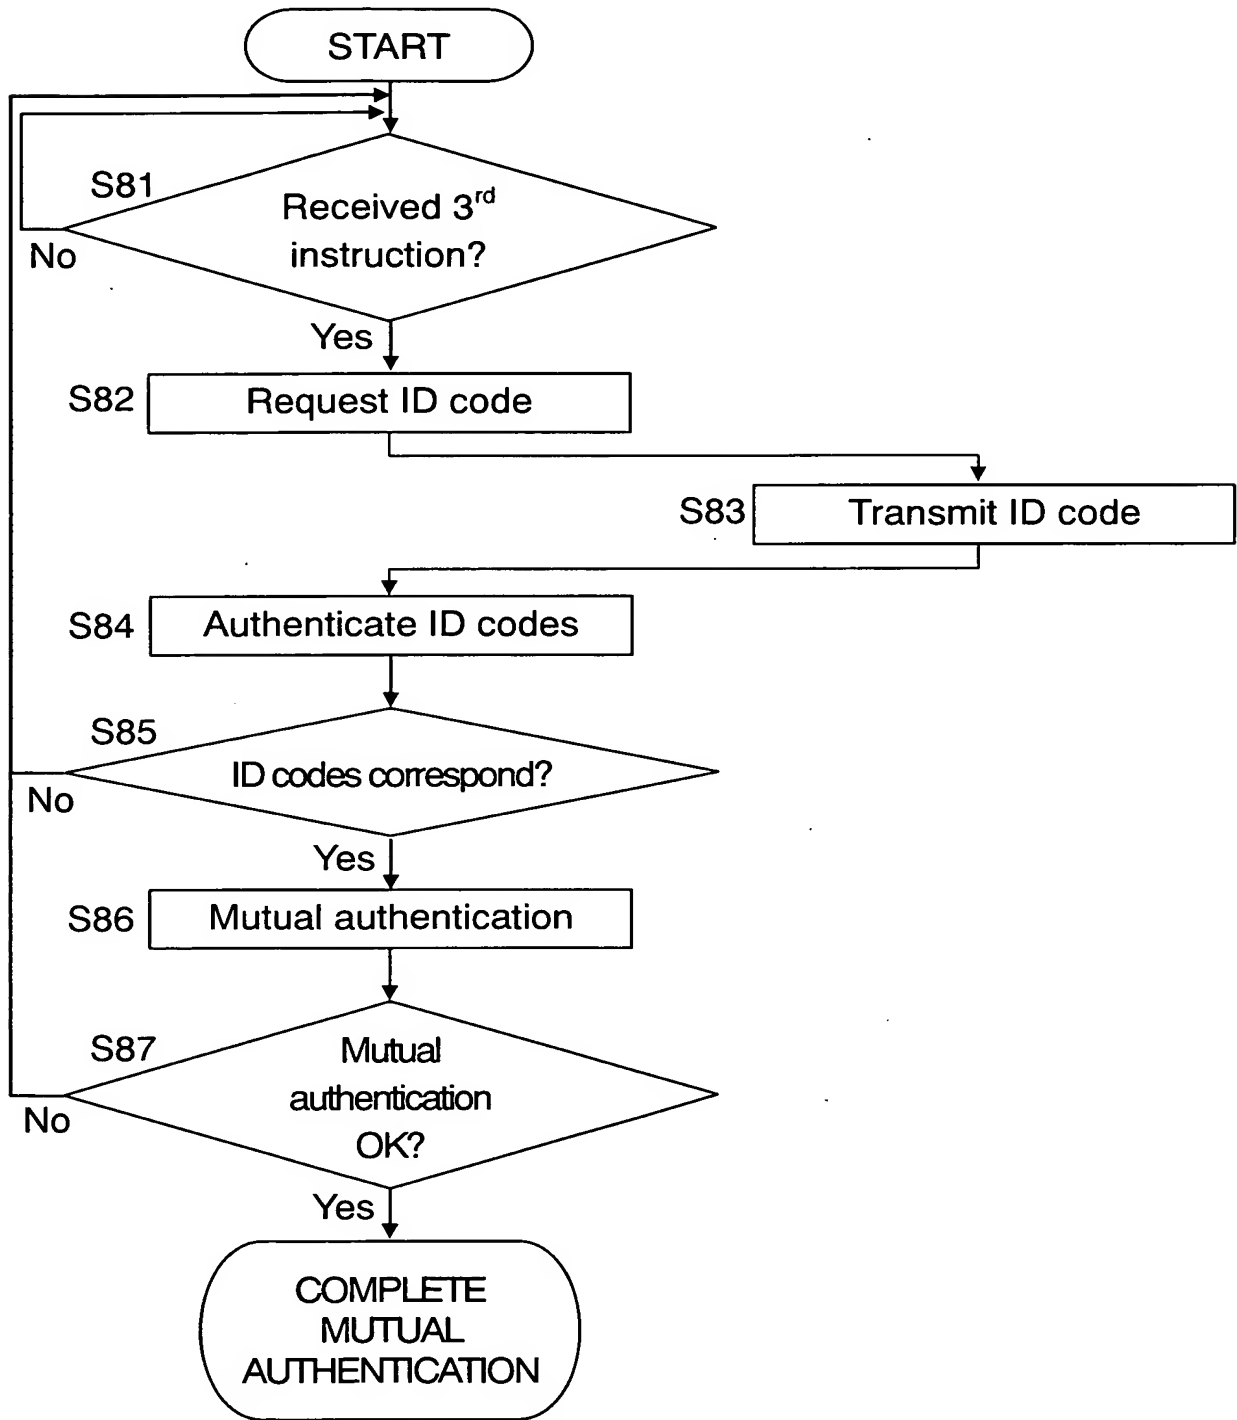 START
S81
Received 3rd
instruction?
No
Yes
S82
Request ID code
S83
Transmit ID code
S84
Authenticate ID codes
S85
ID codes correspond?
No
Yes
S86
Mutual authentication
S87
Mutual
authentication
OK?
No
Yes
COMPLETE
MUTUAL
AUTHENTICATION